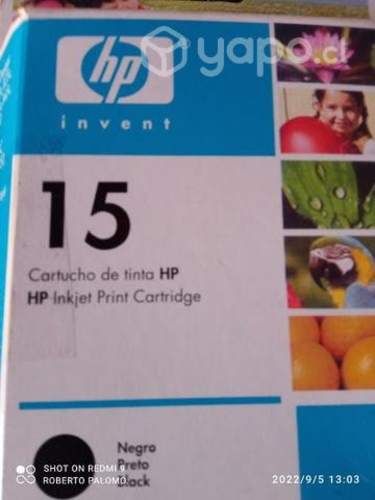 yapo.cl
hp
invent
15
Cartucho de tinta HP
HP Inkjet Print Cartridge
Negro
Preto
Black
SHOT ON REDMI 9
ROBERTO PALOMO
2022/9/5 13:03